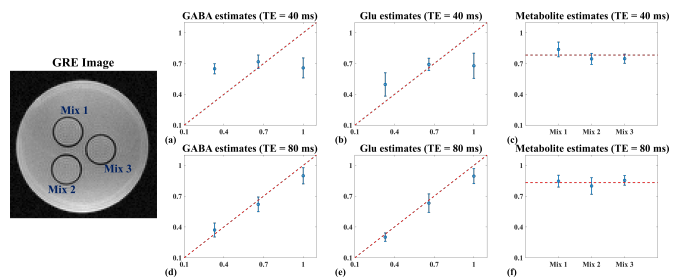 GRE Image
Mix 1
Mix 3
Mix 2
GABA estimates (TE = 40 ms)
1
0.7
0.4
0.1
0.1 0.4 0.7 1
(a)
Glu estimates (TE = 40 ms)
1
0.7
0.4
0.1
0.1 0.4 0.7 1
(b)
Metabolite estimates (TE = 40 ms)
1
0.7
0.4
0.1
Mix 1 Mix 2 Mix 3
(c)
GABA estimates (TE = 80 ms)
1
0.7
0.4
0.1
0.1 0.4 0.7 1
(d)
Glu estimates (TE = 80 ms)
1
0.7
0.4
0.1
0.1 0.4 0.7 1
(e)
Metabolite estimates (TE = 80 ms)
1
0.7
0.4
0.1
Mix 1 Mix 2 Mix 3
(f)